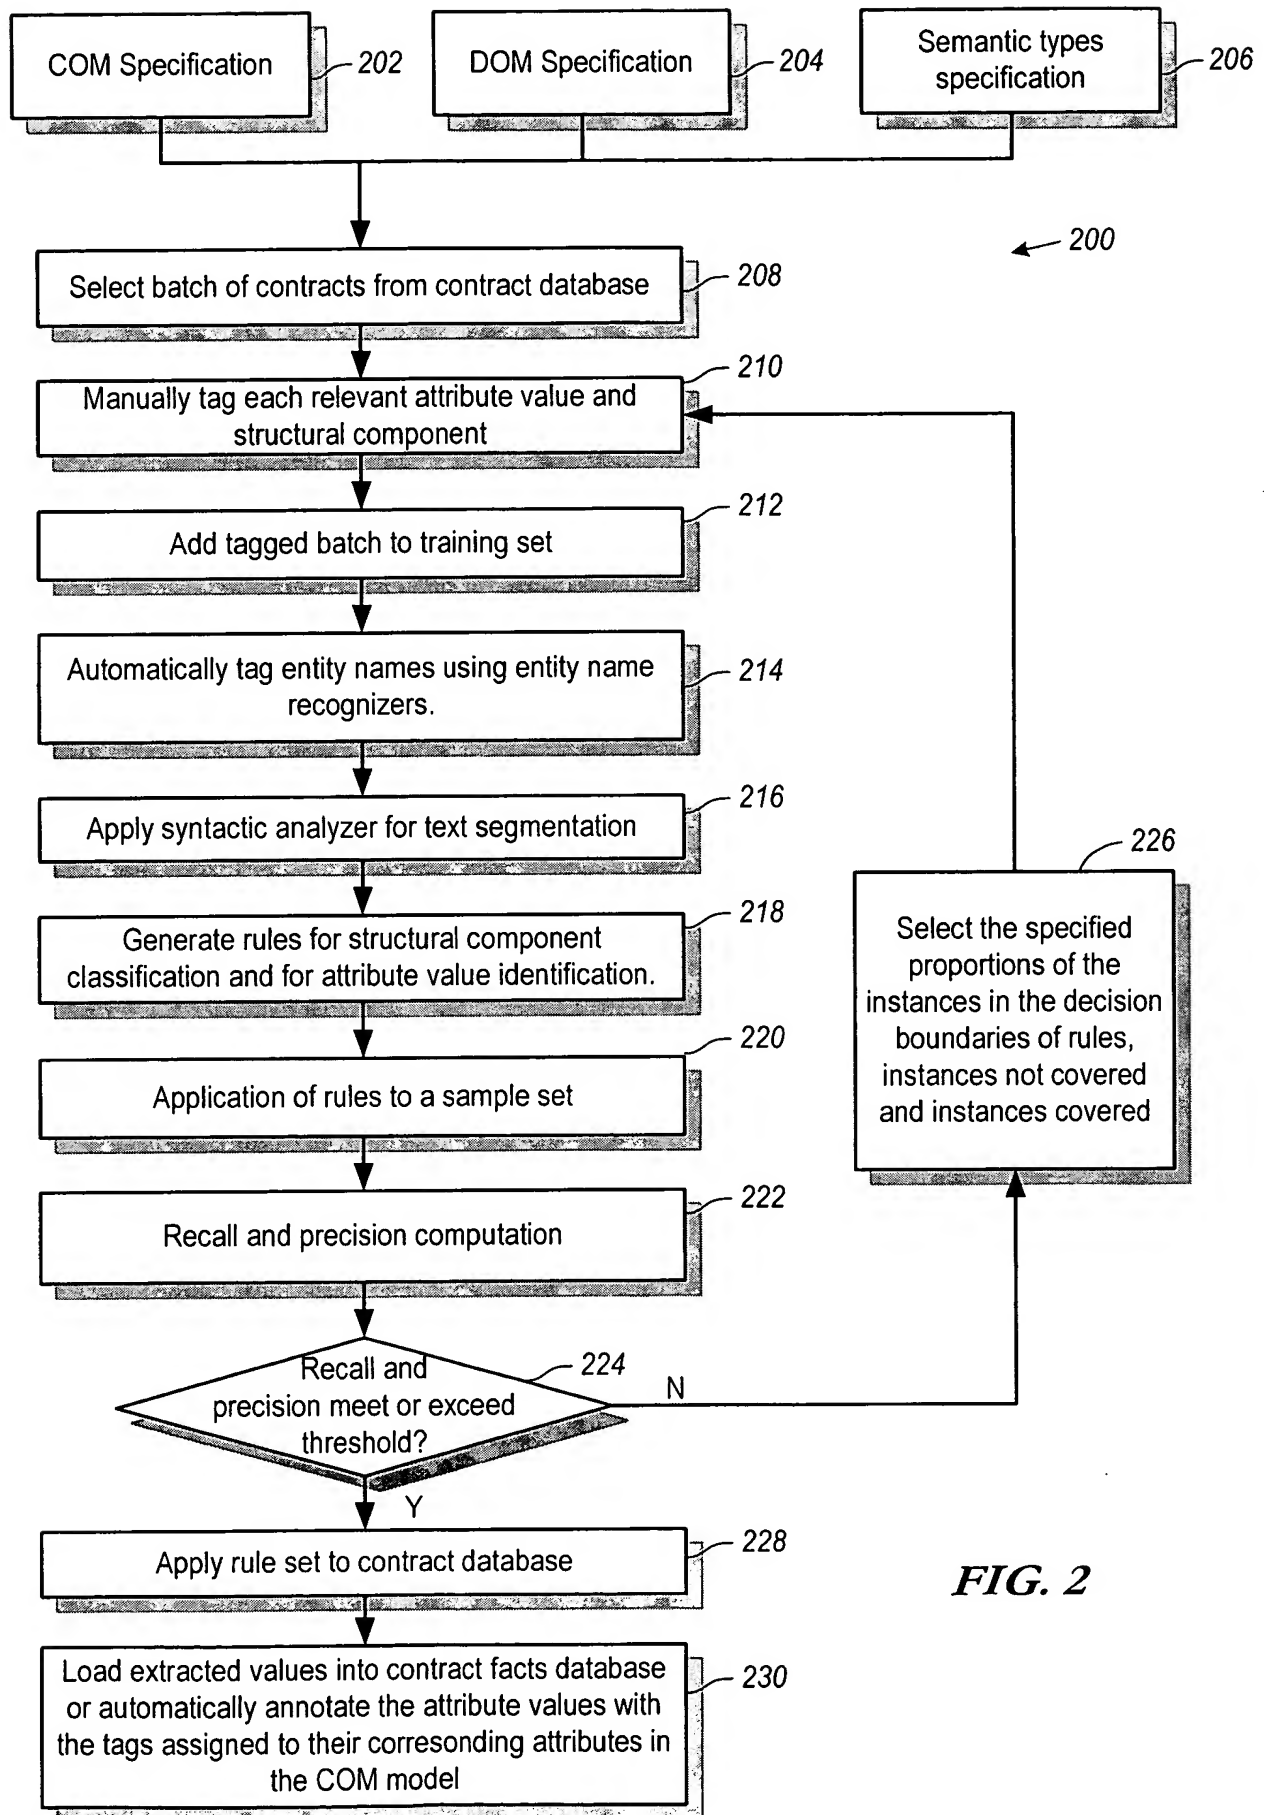 COM Specification
202
DOM Specification
204
Semantic types
specification
206
200
Select batch of contracts from contract database
208
210
Manually tag each relevant attribute value and
structural component
212
Add tagged batch to training set
Automatically tag entity names using entity name
recognizers.
214
216
Apply syntactic analyzer for text segmentation
218
Generate rules for structural component
classification and for attribute value identification.
220
Application of rules to a sample set
222
Recall and precision computation
226
Select the specified
proportions of the
instances in the decision
boundaries of rules,
instances not covered
and instances covered
224
Recall and
precision meet or exceed
threshold?
N
Y
Apply rule set to contract database
228
FIG. 2
Load extracted values into contract facts database
or automatically annotate the attribute values with
the tags assigned to their corresonding attributes in
the COM model
230